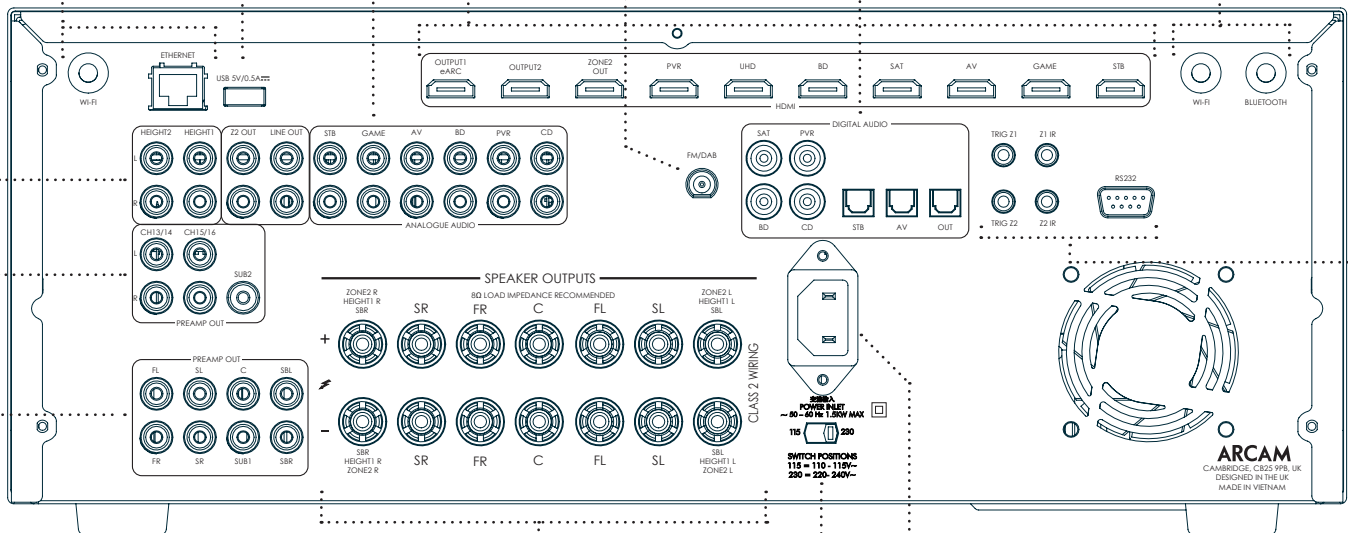 WI-FI
ETHERNET
USB 5V/0.5A
OUTPUT1
eARC
OUTPUT2
ZONE2
OUT
PVR
UHD
BD
SAT
AV
GAME
STB
HDMI
WI-FI
BLUETOOTH
HEIGHT2
HEIGHT1
Z2 OUT
LINE OUT
STB
GAME
AV
BD
PVR
CD
L
R
ANALOGUE AUDIO
FM/DAB
DIGITAL AUDIO
SAT
PVR
BD
CD
STB
AV
OUT
TRIG Z1
Z1 IR
TRIG Z2
Z2 IR
RS232
CH13/14
CH15/16
L
R
SUB2
PREAMP OUT
SPEAKER OUTPUTS
8Ω LOAD IMPEDANCE RECOMMENDED
ZONE2 R
HEIGHT1 R
SBR
SR
FR
C
FL
SL
ZONE2 L
HEIGHT1 L
SBL
+
–
SBR
HEIGHT1 R
ZONE2 R
SR
FR
C
FL
SL
SBL
HEIGHT1 L
ZONE2 L
CLASS 2 WIRING
PREAMP OUT
FL
SL
C
SBL
FR
SR
SUB1
SBR
POWER INLET
~ 50 – 60 Hz 1.5KW MAX
115
230
SWITCH POSITIONS
115 = 110 - 115V~
230 = 220- 240V~
ARCAM
CAMBRIDGE, CB25 9PB, UK
DESIGNED IN THE UK
MADE IN VIETNAM